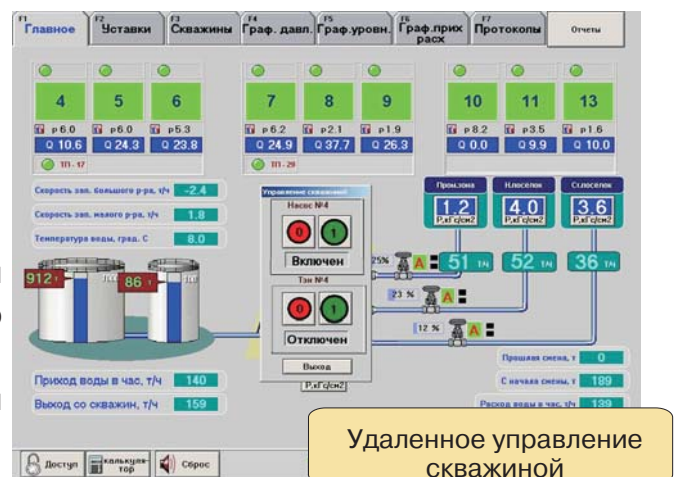 F1 Главное
F2 Уставки
F3 Скважины
F4 Граф. давл.
F5 Граф.уровн.
F6 Граф.прих расх
F7 Протоколы
Отчеты
4 5 6 7 8 9 10 11 13
p 6.0 p 6.0 p 5.3 p 6.2 p 2.1 p 1.9 p 8.2 p 3.5 p 1.6
Q 10.6 Q 24.3 Q 23.8 Q 24.9 Q 37.7 Q 26.3 Q 0.0 Q 9.9 Q 10.0
ТП - 17
Скорость зап. большого р-ра, т/ч -2.4
Скорость зап. малого р-ра, т/ч 1.8
Температура воды, град. С 8.0
Управление скважиной
Насос №4
0 1
Включен
Тэн №4
0 1
Отключен
Выход
P,кГс/см2
Пром.зона
1.2
P,кГс/см2
Н.поселок
4.0
P,кГс/см2
Ст.поселок
3.6
P,кГс/см2
25% А 51 т/ч 52 т/ч 36 т/ч
23 % А
12 % А
912 т
86 т
Приход воды в час, т/ч 140
Выход со скважин, т/ч 159
Прошлая смена, т 0
С начала смены, т 189
Расход воды в час, т/ч 139
Доступ
калькуля-тор
Сброс
Удаленное управление
скважиной